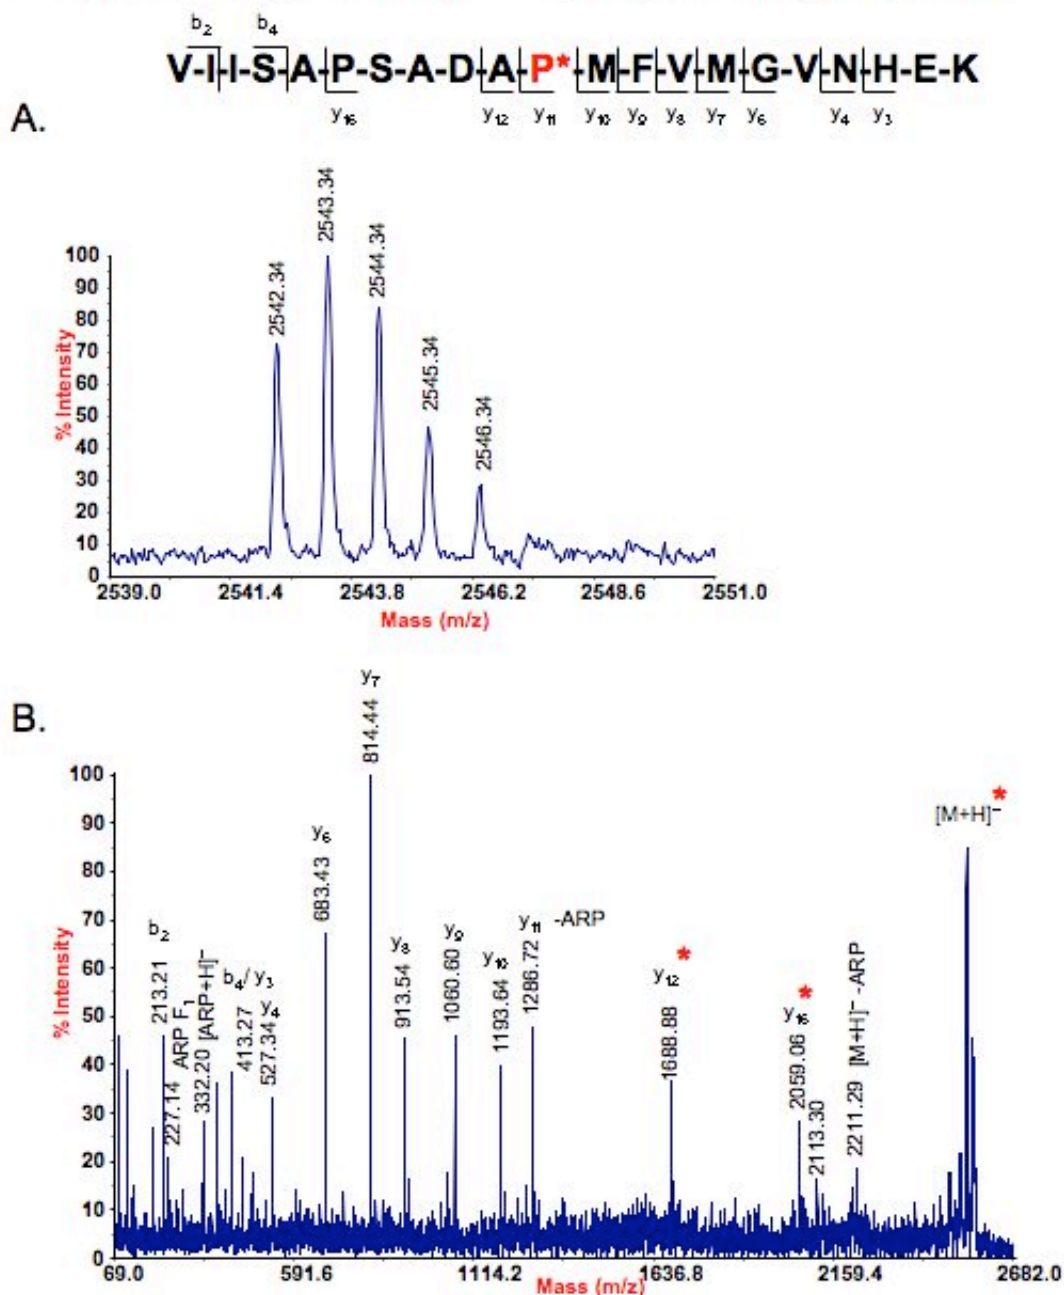 b2 b4
V-I-I-S-A-P-S-A-D-A-P*-M-F-V-M-G-V-N-H-E-K
y16 y12 y11 y10 y9 y8 y7 y6 y4 y3
A.
% Intensity
100
90
80
70
60
50
40
30
20
10
0
2542.34
2543.34
2544.34
2545.34
2546.34
2539.0 2541.4 2543.8 2546.2 2548.6 2551.0
Mass (m/z)
B.
% Intensity
100
90
80
70
60
50
40
30
20
10
0
b2
213.21
227.14 ARP F1
332.20 [ARP+H]−
b4/y3
413.27
y4
527.34
y6
683.43
y7
814.44
y8
913.54
y9
1060.60
y10
1193.64
y11 -ARP
1286.72
y12 *
1688.88
y16 *
2059.06
2113.30
2211.29 [M+H]− -ARP
[M+H]− *
69.0 591.6 1114.2 1636.8 2159.4 2682.0
Mass (m/z)